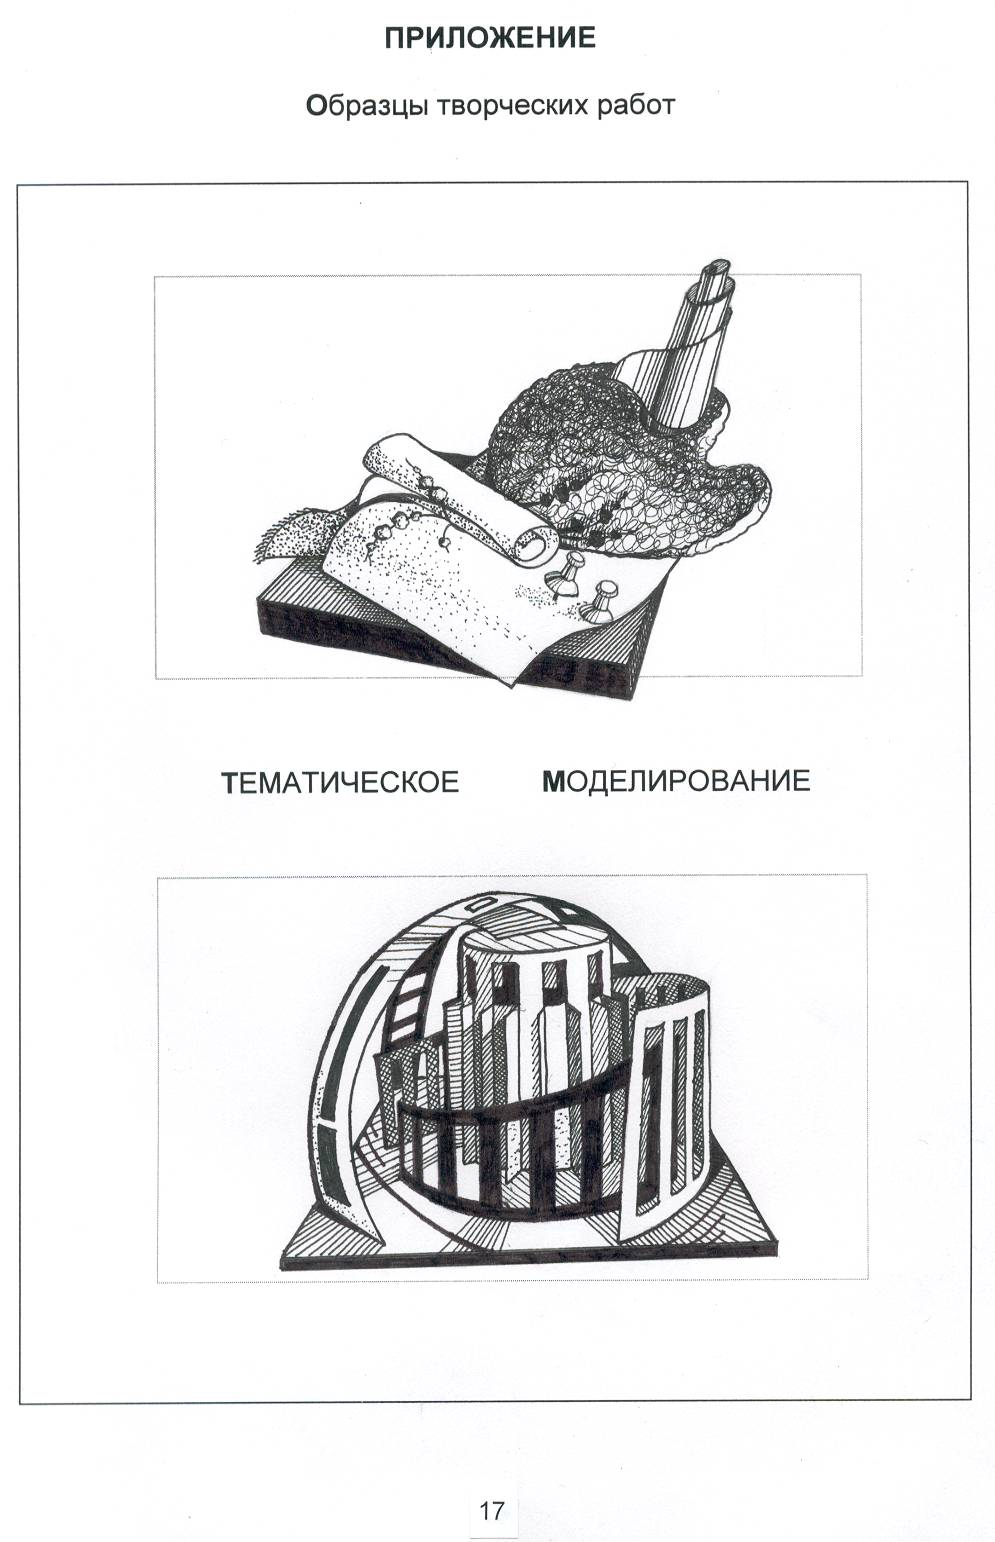 ПРИЛОЖЕНИЕ
Образцы творческих работ
ТЕМАТИЧЕСКОЕ МОДЕЛИРОВАНИЕ
17